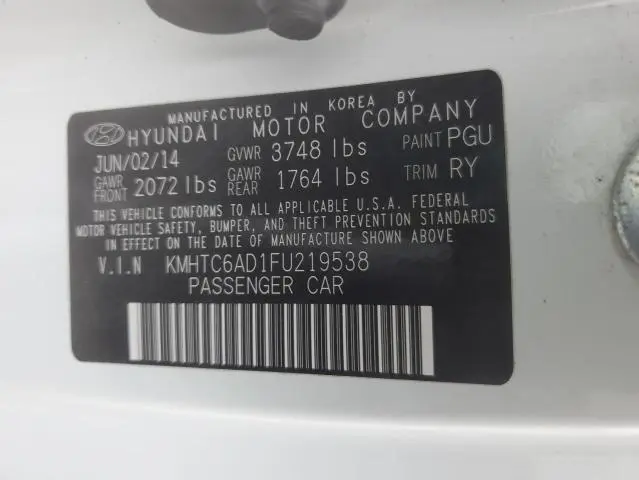 MANUFACTURED IN KOREA BY
HYUNDAI MOTOR COMPANY
JUN/02/14 GVWR 3748 lbs PAINT PGU
GAWR FRONT 2072 lbs GAWR REAR 1764 lbs TRIM RY
THIS VEHICLE CONFORMS TO ALL APPLICABLE U.S.A. FEDERAL
MOTOR VEHICLE SAFETY, BUMPER, AND THEFT PREVENTION STANDARDS
IN EFFECT ON THE DATE OF MANUFACTURE SHOWN ABOVE
V.I.N KMHTC6AD1FU219538
PASSENGER CAR